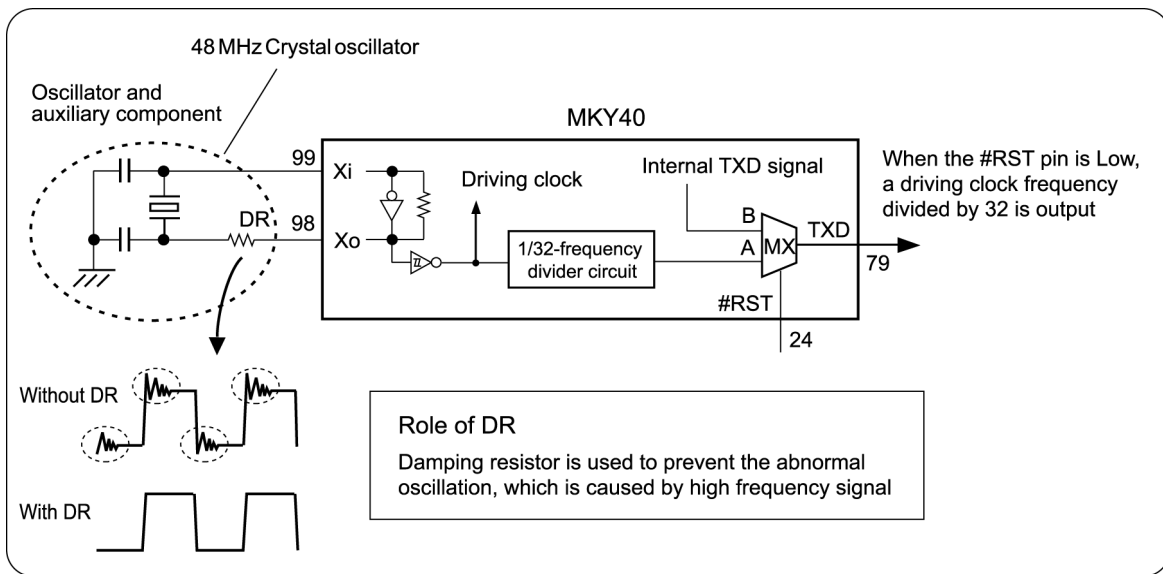 48 MHz Crystal oscillator
Oscillator and
auxiliary component
MKY40
99
Xi
Driving clock
Internal TXD signal
When the #RST pin is Low,
a driving clock frequency
divided by 32 is output
DR
98
Xo
1/32-frequency
divider circuit
B
A
MX
TXD
79
#RST
24
Without DR
With DR
Role of DR
Damping resistor is used to prevent the abnormal
oscillation, which is caused by high frequency signal